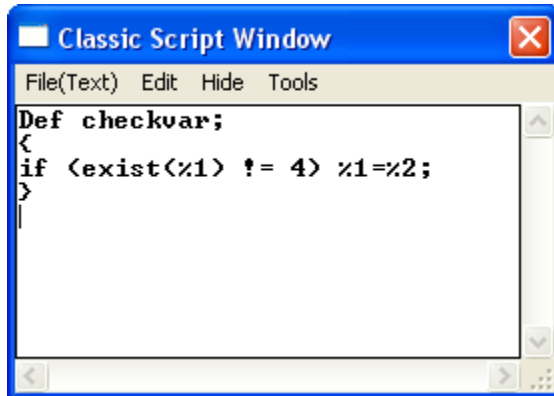 Classic Script Window
File(Text) Edit Hide Tools
Def checkvar;
{
if (exist(%1) != 4) %1=%2;
}